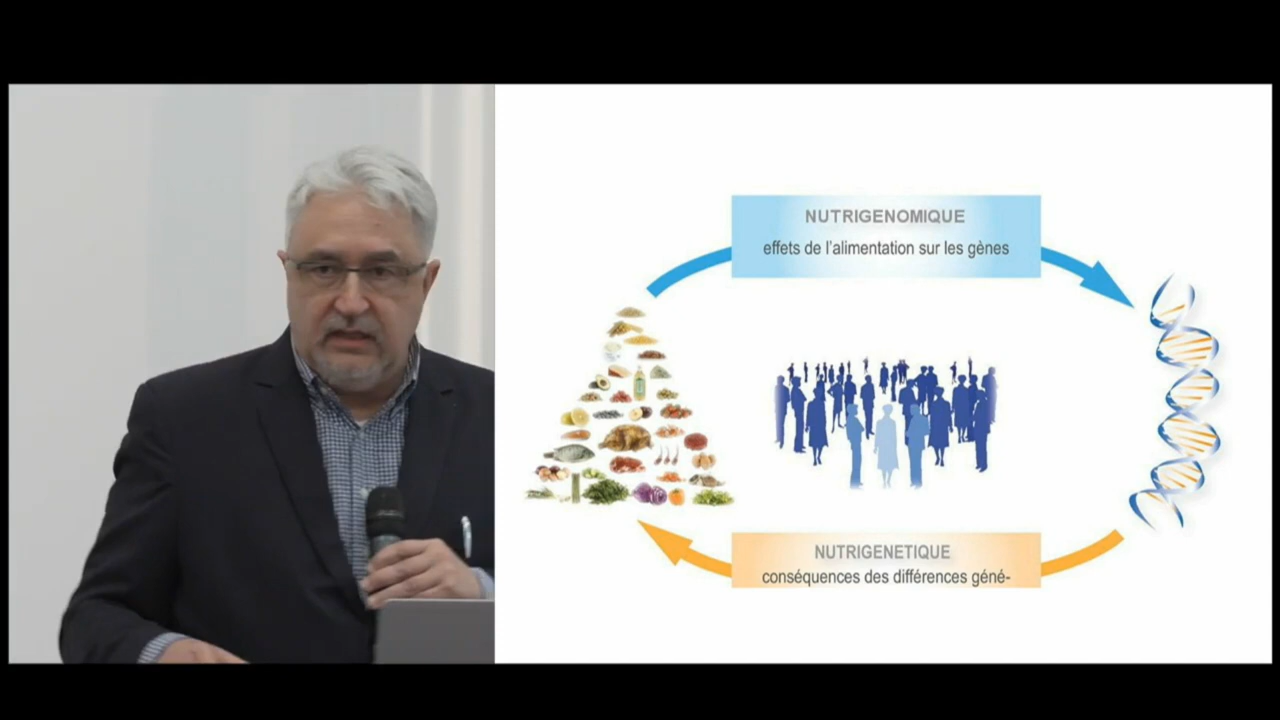 NUTRIGENOMIQUE
effets de l'alimentation sur les gènes
NUTRIGENETIQUE
conséquences des différences géné-